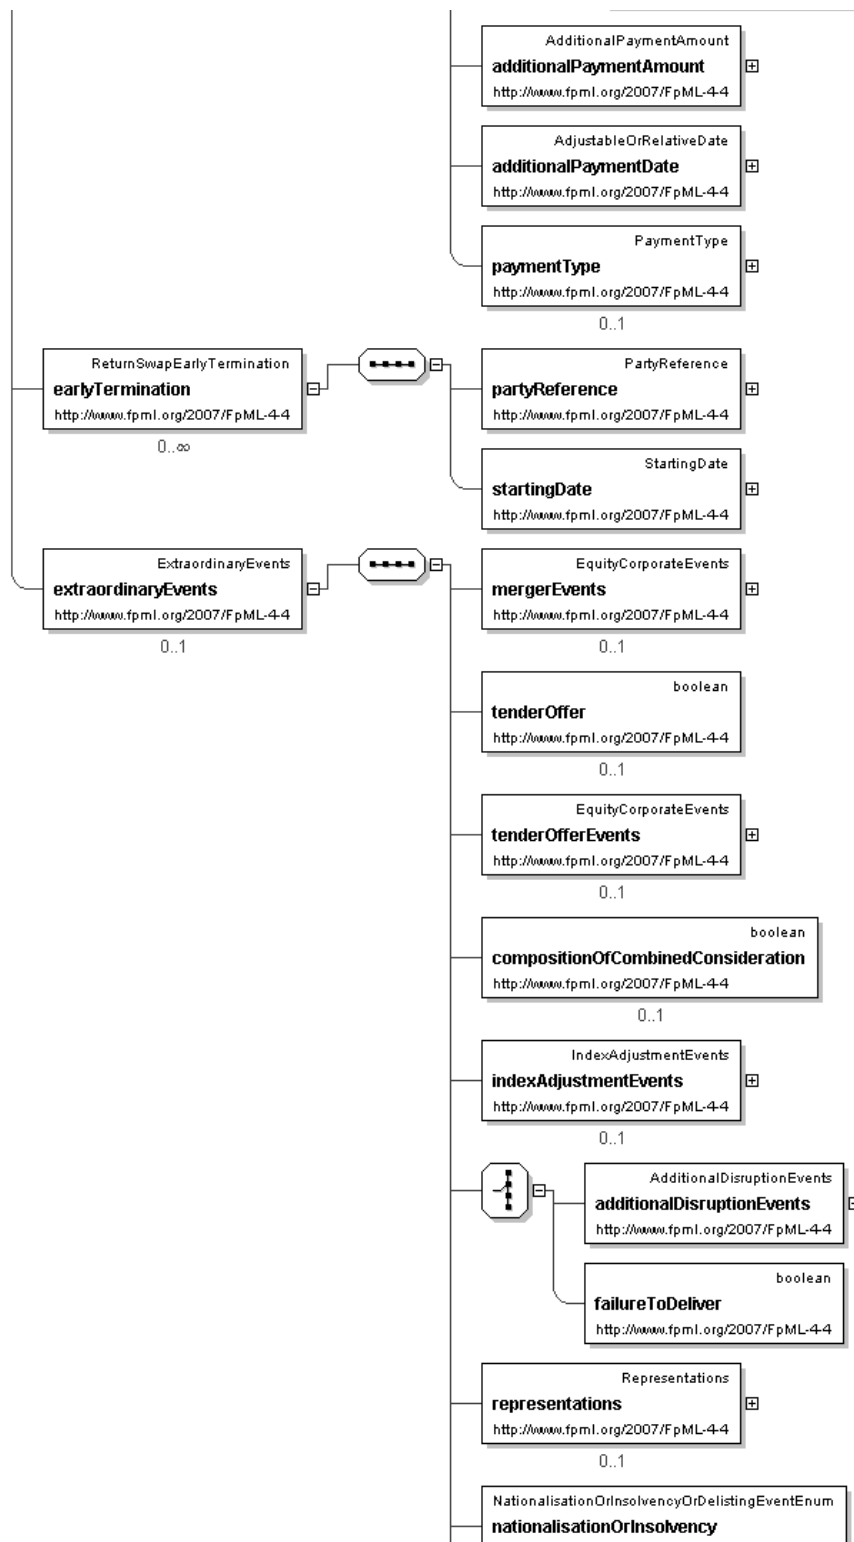 AdditionalPaymentAmount
additionalPaymentAmount
http://www.fpml.org/2007/FpML-4-4
AdjustableOrRelativeDate
additionalPaymentDate
http://www.fpml.org/2007/FpML-4-4
PaymentType
paymentType
http://www.fpml.org/2007/FpML-4-4
0..1
ReturnSwapEarlyTermination
earlyTermination
http://www.fpml.org/2007/FpML-4-4
0..∞
PartyReference
partyReference
http://www.fpml.org/2007/FpML-4-4
StartingDate
startingDate
http://www.fpml.org/2007/FpML-4-4
ExtraordinaryEvents
extraordinaryEvents
http://www.fpml.org/2007/FpML-4-4
0..1
EquityCorporateEvents
mergerEvents
http://www.fpml.org/2007/FpML-4-4
0..1
boolean
tenderOffer
http://www.fpml.org/2007/FpML-4-4
0..1
EquityCorporateEvents
tenderOfferEvents
http://www.fpml.org/2007/FpML-4-4
0..1
boolean
compositionOfCombinedConsideration
http://www.fpml.org/2007/FpML-4-4
0..1
IndexAdjustmentEvents
indexAdjustmentEvents
http://www.fpml.org/2007/FpML-4-4
0..1
AdditionalDisruptionEvents
additionalDisruptionEvents
http://www.fpml.org/2007/FpML-4-4
boolean
failureToDeliver
http://www.fpml.org/2007/FpML-4-4
Representations
representations
http://www.fpml.org/2007/FpML-4-4
0..1
NationalisationOrInsolvencyOrDelistingEventEnum
nationalisationOrInsolvency